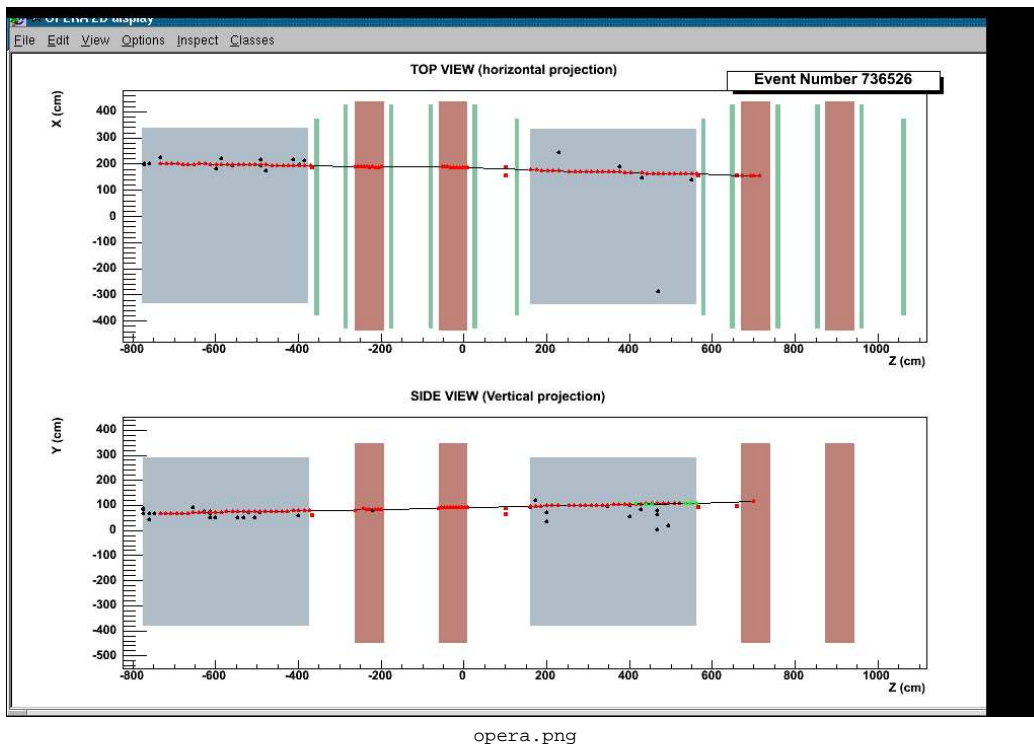 OPERA 2D display
File Edit View Options Inspect Classes
TOP VIEW (horizontal projection)
Event Number 736526
X (cm)
400
300
200
100
0
-100
-200
-300
-400
-800 -600 -400 -200 0 200 400 600 800 1000
Z (cm)
SIDE VIEW (Vertical projection)
Y (cm)
400
300
200
100
0
-100
-200
-300
-400
-500
-800 -600 -400 -200 0 200 400 600 800 1000
Z (cm)
opera.png